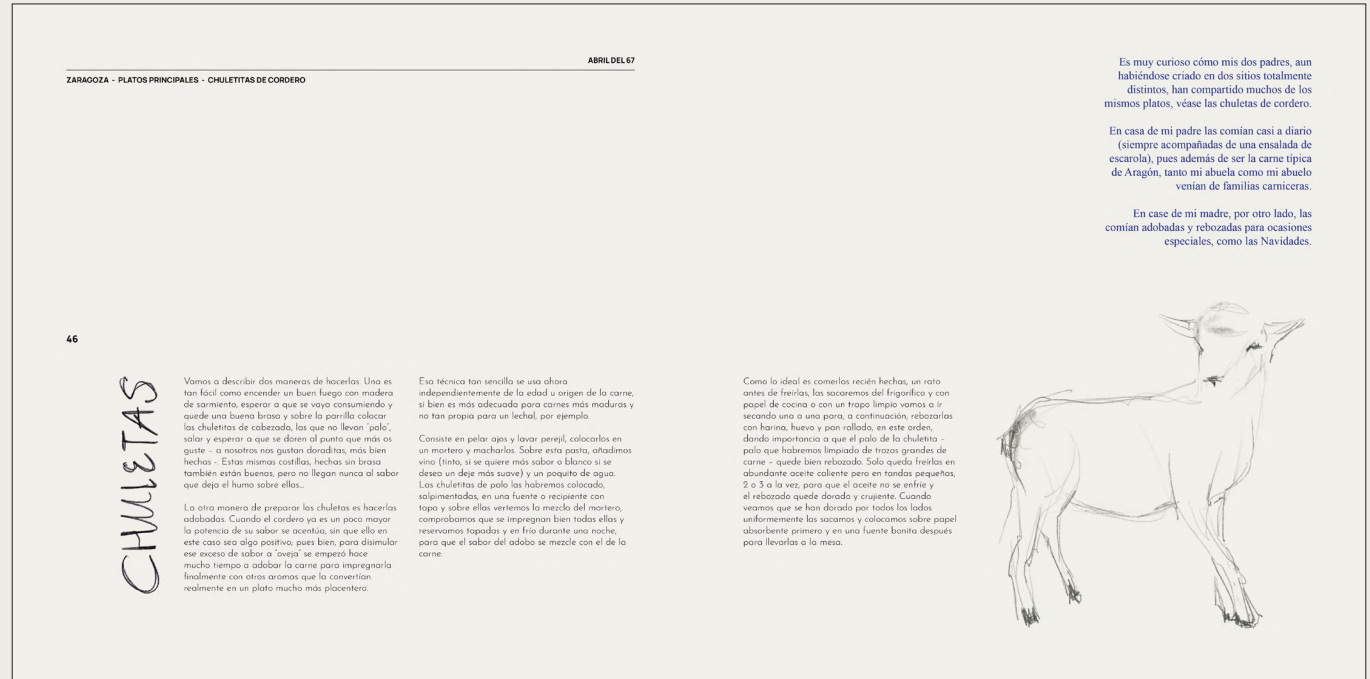 ABRIL DEL 67
ZARAGOZA - PLATOS PRINCIPALES - CHULETITAS DE CORDERO
Es muy curioso cómo mis dos padres, aun
habiéndose criado en dos sitios totalmente
distintos, han compartido muchos de los
mismos platos, véase las chuletas de cordero.
En casa de mi padre las comían casi a diario
(siempre acompañadas de una ensalada de
escarola), pues además de ser la carne típica
de Aragón, tanto mi abuela como mi abuelo
venían de familias carniceras.
En case de mi madre, por otro lado, las
comían adobadas y rebozadas para ocasiones
especiales, como las Navidades.
46
CHULETAS
Vamos a describir dos maneras de hacerlas. Una es
tan fácil como encender un buen fuego con madera
de sarmiento, esperar a que se vaya consumiendo y
quede una buena brasa y sobre la parrilla colocar
las chuletitas de cabezada, las que no llevan "palo",
salar y esperar a que se doren al punto que más os
guste - a nosotros nos gustan doraditas, más bien
hechas -. Estas mismas costillas, hechas sin brasa
también están buenas, pero no llegan nunca al sabor
que deja el humo sobre ellas...
La otra manera de preparar las chuletas es hacerlas
adobadas. Cuando el cordero ya es un poco mayor
la potencia de su sabor se acentúa, sin que ello en
este caso sea algo positivo; pues bien, para disimular
ese exceso de sabor a "oveja" se empezó hace
mucho tiempo a adobar la carne para impregnarla
finalmente con otros aromas que la convertían
realmente en un plato mucho más placentero.
Esa técnica tan sencilla se usa ahora
independientemente de la edad u origen de la carne,
si bien es más adecuada para carnes más maduras y
no tan propia para un lechal, por ejemplo.
Consiste en pelar ajos y lavar perejil, colocarlos en
un mortero y macharlos. Sobre esta pasta, añadimos
vino (tinto, si se quiere más sabor o blanco si se
desea un deje más suave) y un poquito de agua.
Las chuletitas de palo las habremos colocado,
salpimentadas, en una fuente o recipiente con
tapa y sobre ellas vertemos la mezcla del mortero,
comprobamos que se impregnan bien todas ellas y
reservamos tapadas y en frío durante una noche,
para que el sabor del adobo se mezcle con el de la
carne.
Como lo ideal es comerlas recién hechas, un rato
antes de freírlas, las sacaremos del frigorífico y con
papel de cocina o con un trapo limpio vamos a ir
secando una a una para, a continuación, rebozarlas
con harina, huevo y pan rallado, en este orden,
dando importancia a que el palo de la chuletita –
palo que habremos limpiado de trozos grandes de
carne – quede bien rebozado. Solo queda freírlas en
abundante aceite caliente pero en tandas pequeñas,
2 o 3 a la vez, para que el aceite no se enfríe y
el rebozado quede dorado y crujiente. Cuando
veamos que se han dorado por todos los lados
uniformemente las sacamos y colocamos sobre papel
absorbente primero y en una fuente bonita después
para llevarlas a la mesa.